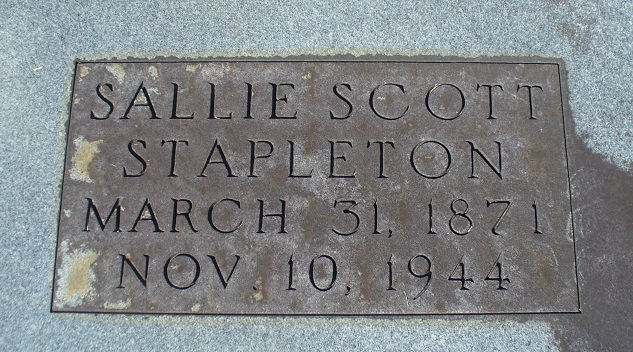 SALLIE SCOTT
STAPLETON
MARCH 31, 1871
NOV. 10, 1944